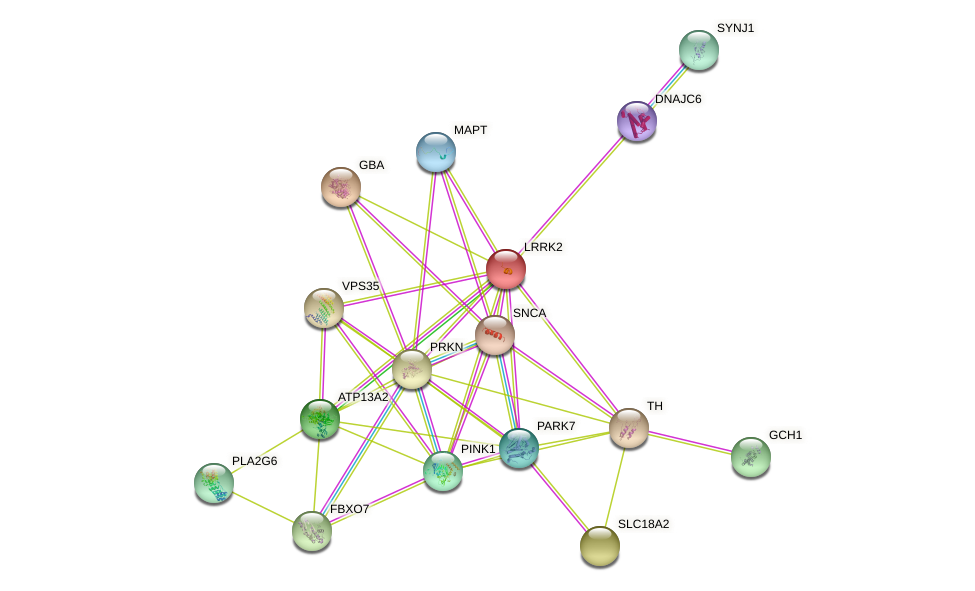 SYNJ1
DNAJC6
MAPT
GBA
LRRK2
VPS35
SNCA
PRKN
ATP13A2
TH
PARK7
GCH1
PINK1
PLA2G6
FBXO7
SLC18A2